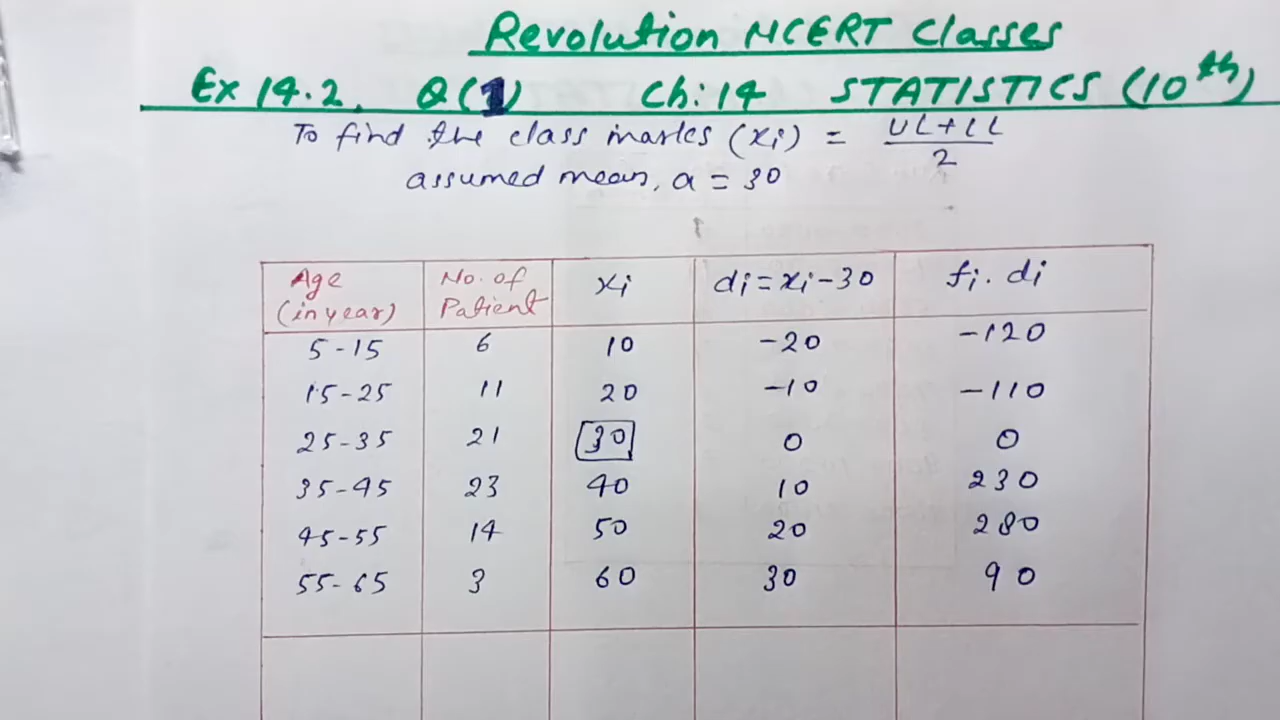 Revolution NCERT Classes
Ex 14.2, Q(1) Ch:14 STATISTICS (10th)
To find the class marks (xi) = UL+LL/2
assumed mean, a = 30
Age (in year) No. of Patient xi di=xi-30 fi.di
5-15 6 10 -20 -120
15-25 11 20 -10 -110
25-35 21 30 0 0
35-45 23 40 10 230
45-55 14 50 20 280
55-65 3 60 30 90